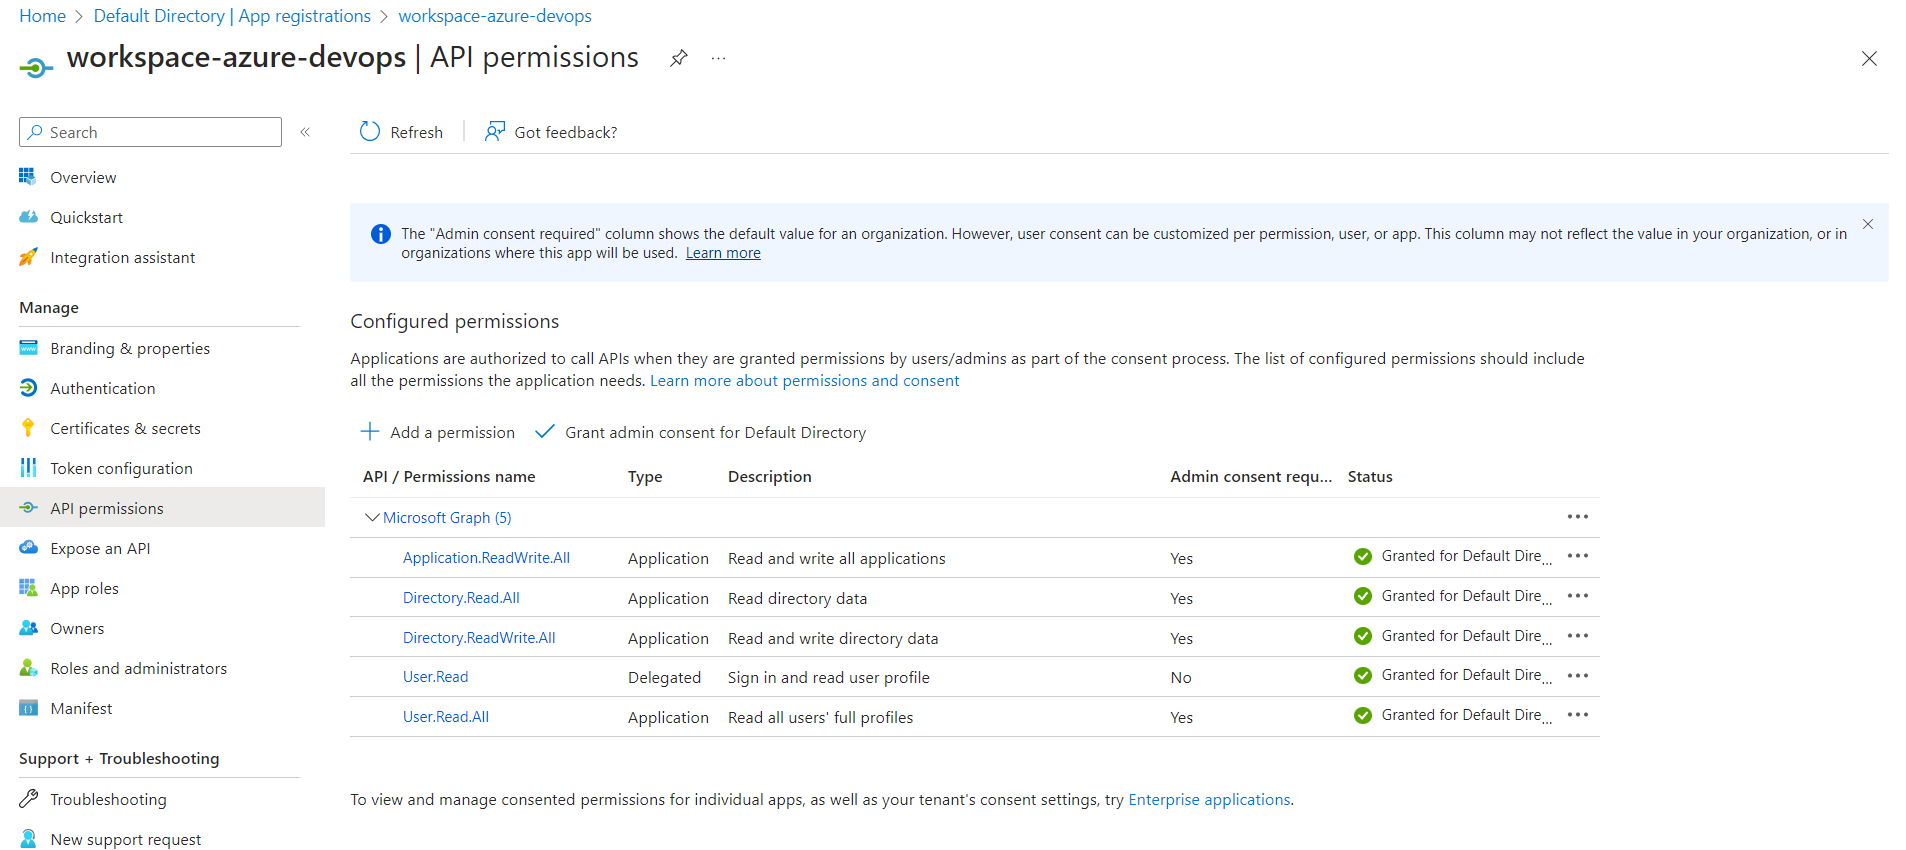 Home > Default Directory | App registrations > workspace-azure-devops
workspace-azure-devops | API permissions ...
Search
«
Refresh
Got feedback?
Overview
Quickstart
Integration assistant
Manage
Branding & properties
Authentication
Certificates & secrets
Token configuration
API permissions
Expose an API
App roles
Owners
Roles and administrators
Manifest
Support + Troubleshooting
Troubleshooting
New support request
The "Admin consent required" column shows the default value for an organization. However, user consent can be customized per permission, user, or app. This column may not reflect the value in your organization, or in
organizations where this app will be used. Learn more
Configured permissions
Applications are authorized to call APIs when they are granted permissions by users/admins as part of the consent process. The list of configured permissions should include
all the permissions the application needs. Learn more about permissions and consent
Add a permission
Grant admin consent for Default Directory
API / Permissions name Type Description Admin consent requ... Status
Microsoft Graph (5) ...
Application.ReadWrite.All Application Read and write all applications Yes Granted for Default Dire... ...
Directory.Read.All Application Read directory data Yes Granted for Default Dire... ...
Directory.ReadWrite.All Application Read and write directory data Yes Granted for Default Dire... ...
User.Read Delegated Sign in and read user profile No Granted for Default Dire... ...
User.Read.All Application Read all users' full profiles Yes Granted for Default Dire... ...
To view and manage consented permissions for individual apps, as well as your tenant's consent settings, try Enterprise applications.